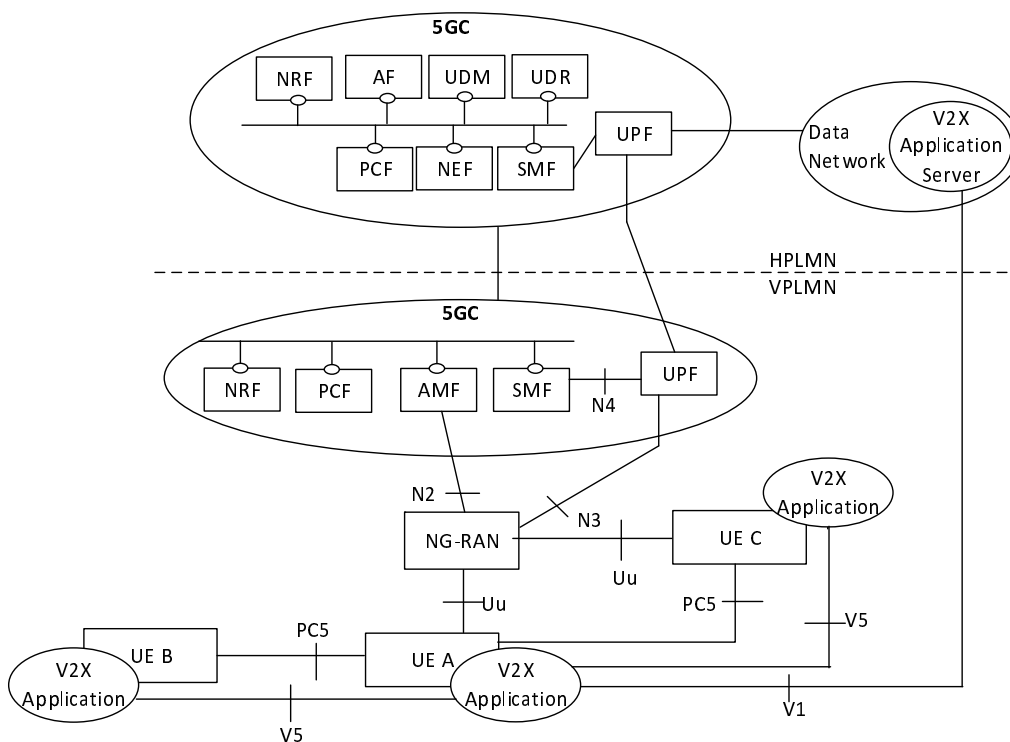 5GC
NRF
AF
UDM
UDR
UPF
PCF
NEF
SMF
Data
Network
V2X
Application
Server
HPLMN
VPLMN
5GC
NRF
PCF
AMF
SMF
N4
UPF
N2
N3
V2X
Application
NG-RAN
UE C
Uu
Uu
PC5
V5
PC5
UE B
UE A
V2X
Application
V2X
Application
V5
V1